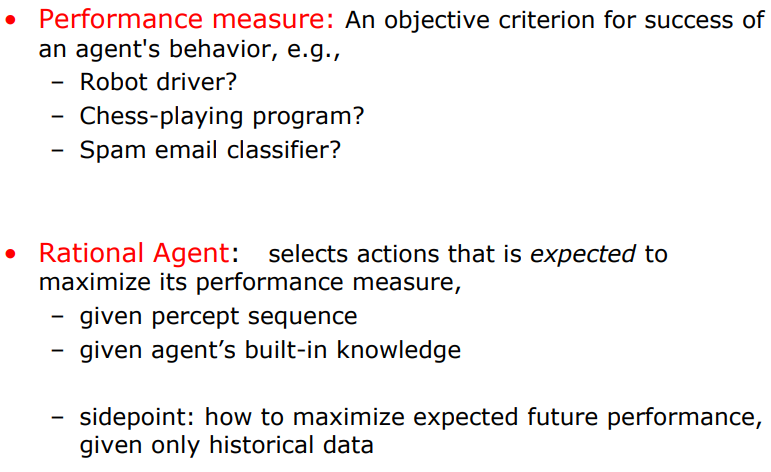 • Performance measure: An objective criterion for success of
an agent's behavior, e.g.,
– Robot driver?
– Chess-playing program?
– Spam email classifier?
• Rational Agent: selects actions that is expected to
maximize its performance measure,
– given percept sequence
– given agent’s built-in knowledge
– sidepoint: how to maximize expected future performance,
given only historical data